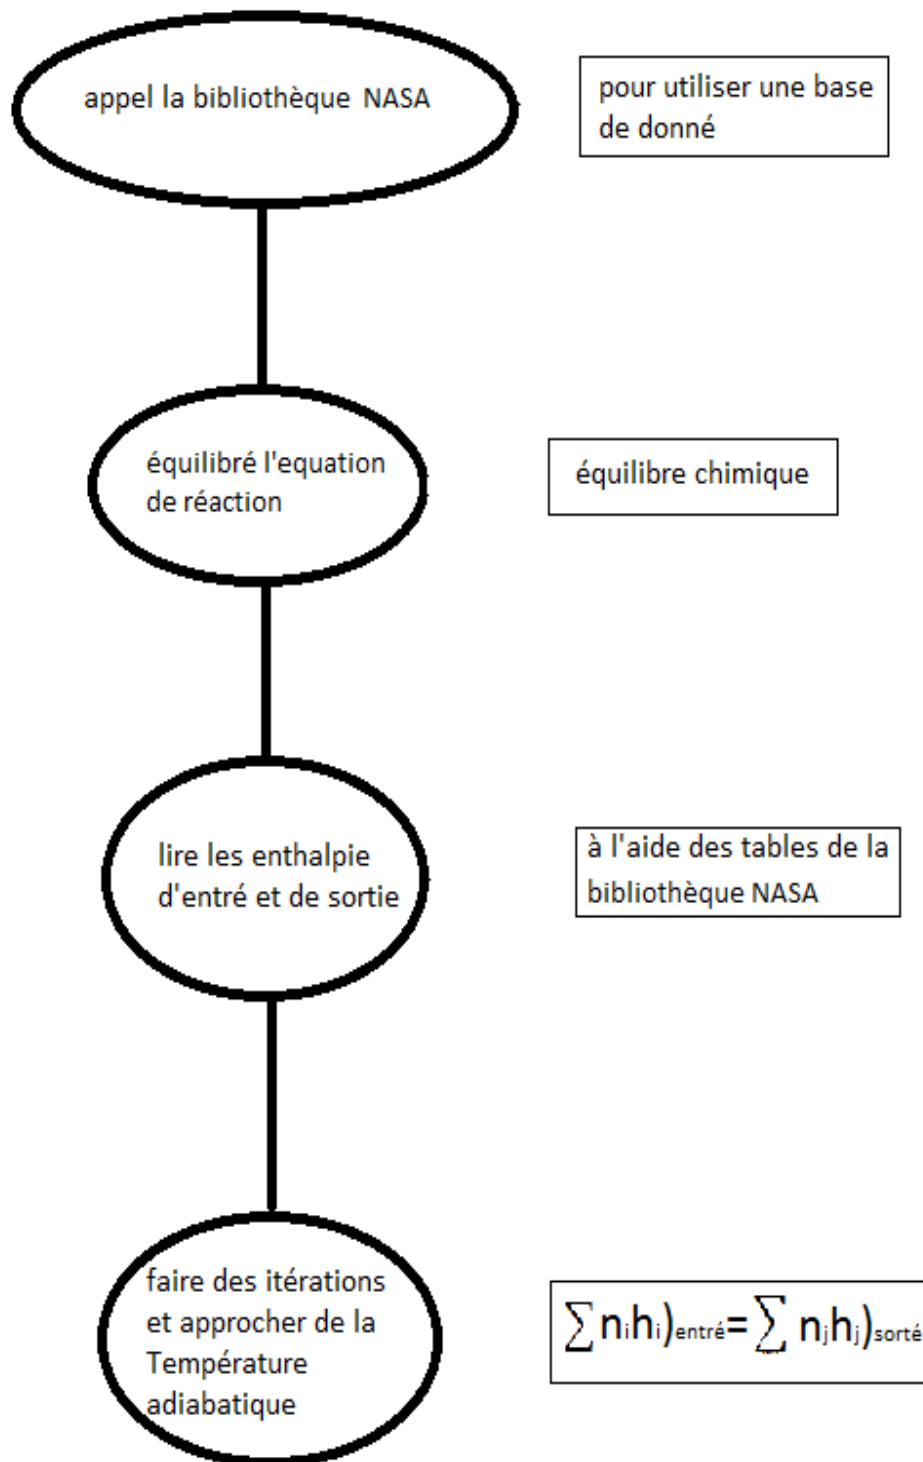 appel la bibliothèque NASA
pour utiliser une base
de donné
équilibré l'equation
de réaction
équilibre chimique
lire les enthalpie
d'entré et de sortie
à l'aide des tables de la
bibliothèque NASA
faire des itérations
et approcher de la
Température
adiabatique
∑nᵢhᵢ)entré=∑ nⱼhⱼ)sorté